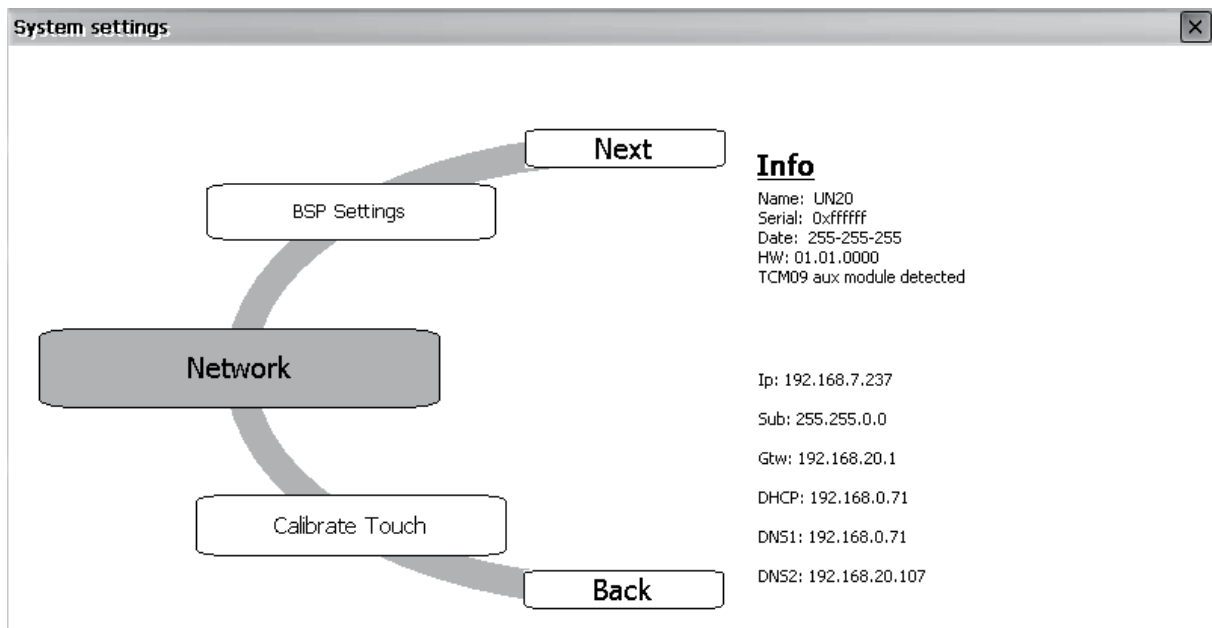 System settings
Next
BSP Settings
Network
Calibrate Touch
Back
Info
Name: UN20
Serial: 0xffffff
Date: 255-255-255
HW: 01.01.0000
TCM09 aux module detected
Ip: 192.168.7.237
Sub: 255.255.0.0
Gtw: 192.168.20.1
DHCP: 192.168.0.71
DNS1: 192.168.0.71
DNS2: 192.168.20.107